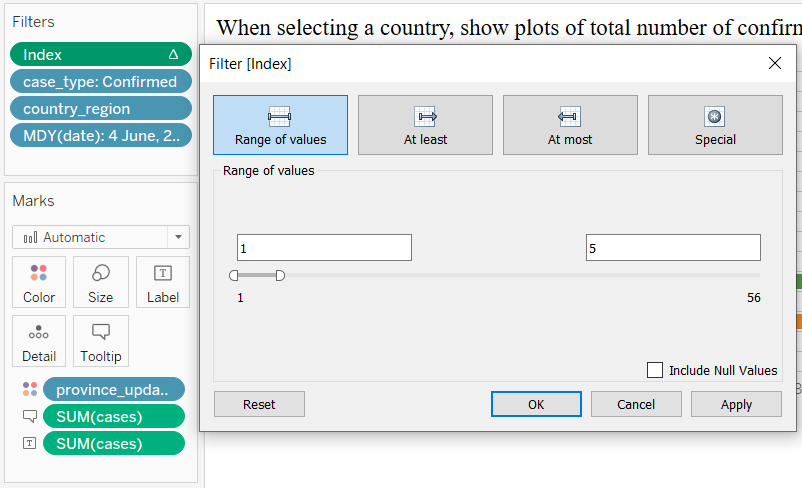 Filters
Index Δ
case_type: Confirmed
country_region
MDY(date): 4 June, 2..
Marks
Automatic
Color
Size
T
Label
Detail
Tooltip
province_upda..
SUM(cases)
T
SUM(cases)
When selecting a country, show plots of total number of confirm
Filter [Index]
Range of values
At least
At most
Special
Range of values
1
5
1
56
Include Null Values
Reset
OK
Cancel
Apply